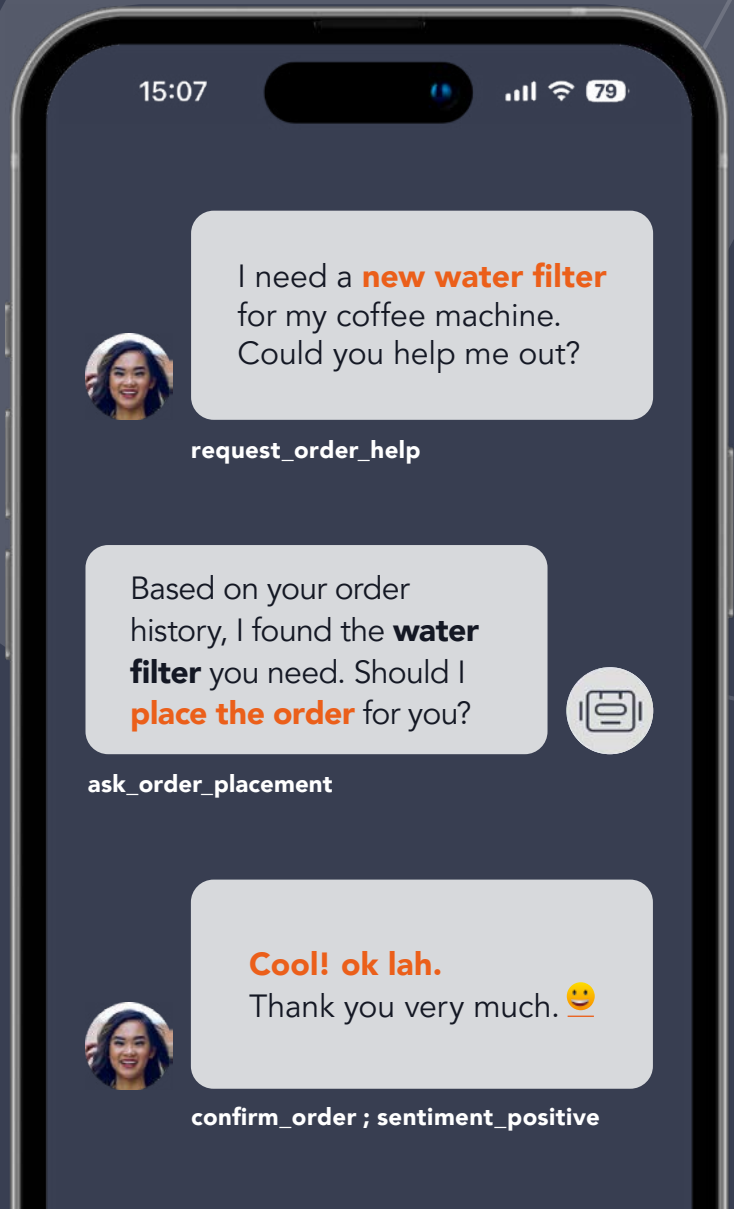 15:07
79
I need a new water filter
for my coffee machine.
Could you help me out?
request_order_help
Based on your order
history, I found the water
filter you need. Should I
place the order for you?
ask_order_placement
Cool! ok lah.
Thank you very much. 😀
confirm_order ; sentiment_positive